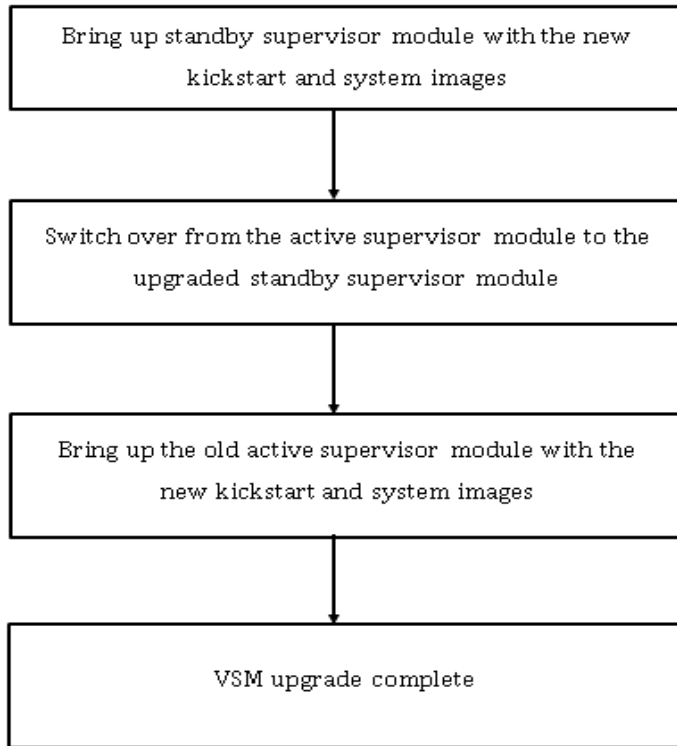 Bring up standby supervisor module with the new
kickstart and system images
Switch over from the active supervisor module to the
upgraded standby supervisor module
Bring up the old active supervisor module with the
new kickstart and system images
VSM upgrade complete